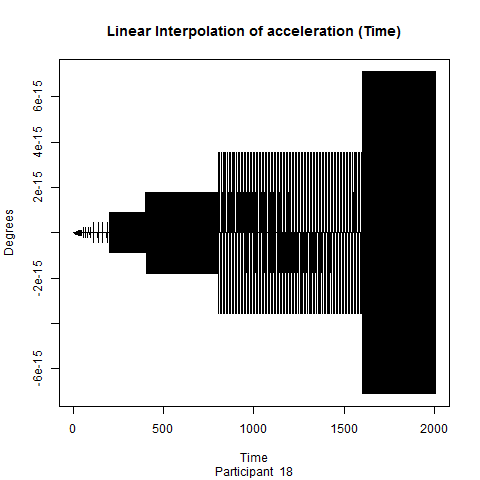 Linear Interpolation of acceleration (Time)
Degrees
6e-15
4e-15
2e-15
-2e-15
-6e-15
0 500 1000 1500 2000
Time
Participant 18